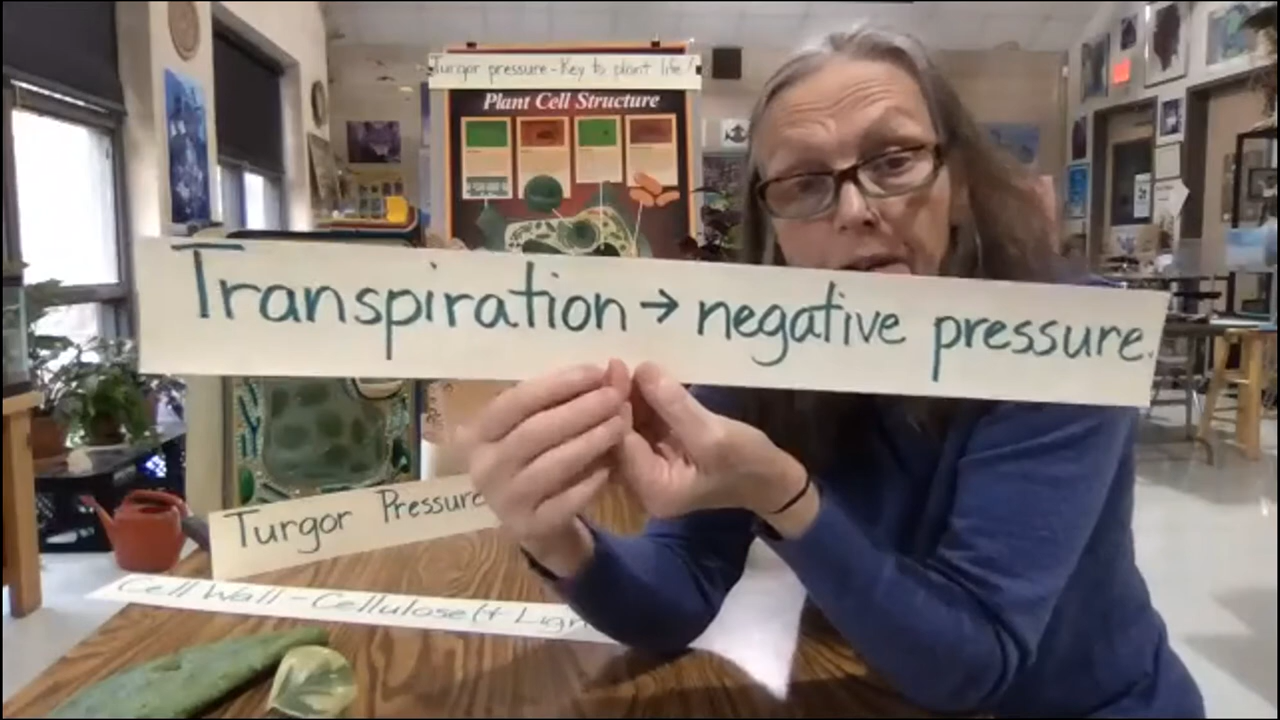 Turgor pressure-Key to plant life!
Plant Cell Structure
Transpiration → negative pressure.
Turgor Pressure
Cell Wall - Cellulose (+ Lign